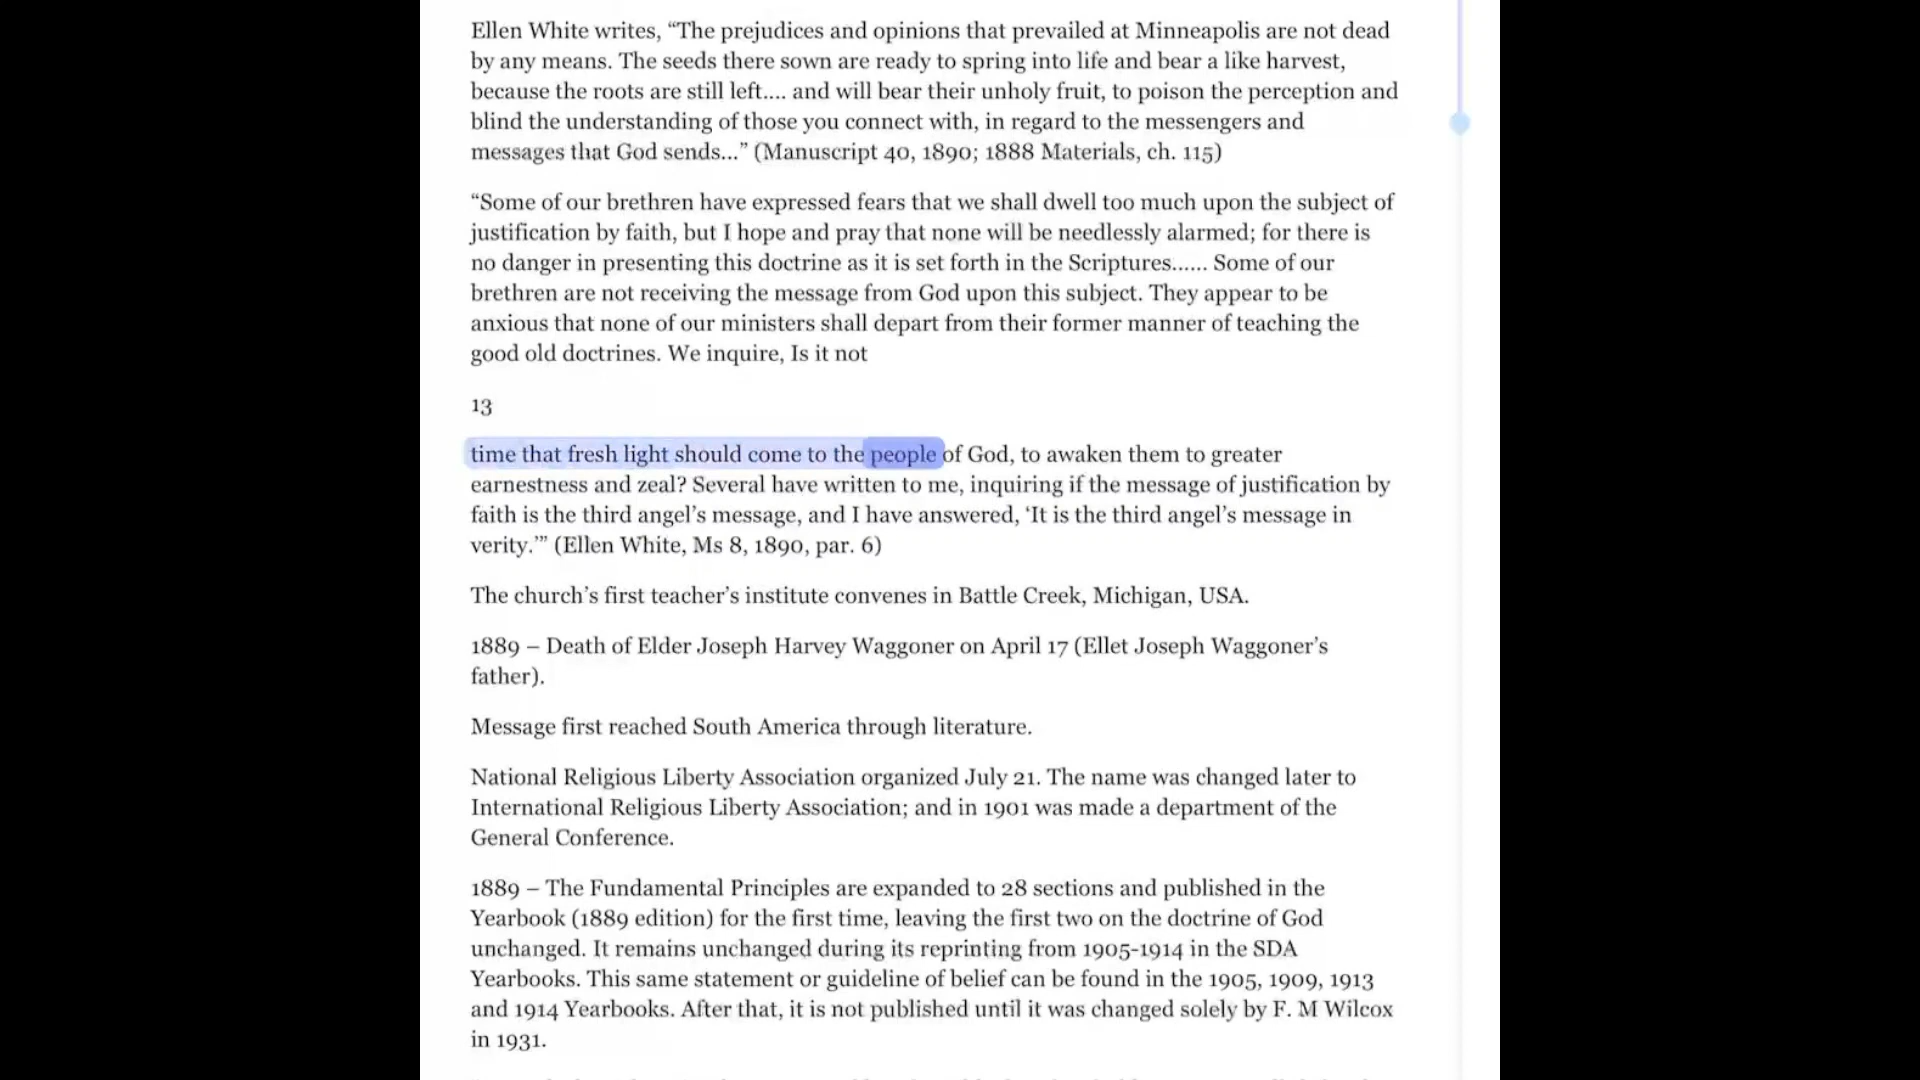 Ellen White writes, “The prejudices and opinions that prevailed at Minneapolis are not dead
by any means. The seeds there sown are ready to spring into life and bear a like harvest,
because the roots are still left.... and will bear their unholy fruit, to poison the perception and
blind the understanding of those you connect with, in regard to the messengers and
messages that God sends...” (Manuscript 40, 1890; 1888 Materials, ch. 115)
“Some of our brethren have expressed fears that we shall dwell too much upon the subject of
justification by faith, but I hope and pray that none will be needlessly alarmed; for there is
no danger in presenting this doctrine as it is set forth in the Scriptures...... Some of our
brethren are not receiving the message from God upon this subject. They appear to be
anxious that none of our ministers shall depart from their former manner of teaching the
good old doctrines. We inquire, Is it not
13
time that fresh light should come to the people of God, to awaken them to greater
earnestness and zeal? Several have written to me, inquiring if the message of justification by
faith is the third angel’s message, and I have answered, ‘It is the third angel’s message in
verity.’” (Ellen White, Ms 8, 1890, par. 6)
The church’s first teacher’s institute convenes in Battle Creek, Michigan, USA.
1889 – Death of Elder Joseph Harvey Waggoner on April 17 (Ellet Joseph Waggoner’s
father).
Message first reached South America through literature.
National Religious Liberty Association organized July 21. The name was changed later to
International Religious Liberty Association; and in 1901 was made a department of the
General Conference.
1889 – The Fundamental Principles are expanded to 28 sections and published in the
Yearbook (1889 edition) for the first time, leaving the first two on the doctrine of God
unchanged. It remains unchanged during its reprinting from 1905-1914 in the SDA
Yearbooks. This same statement or guideline of belief can be found in the 1905, 1909, 1913
and 1914 Yearbooks. After that, it is not published until it was changed solely by F. M Wilcox
in 1931.